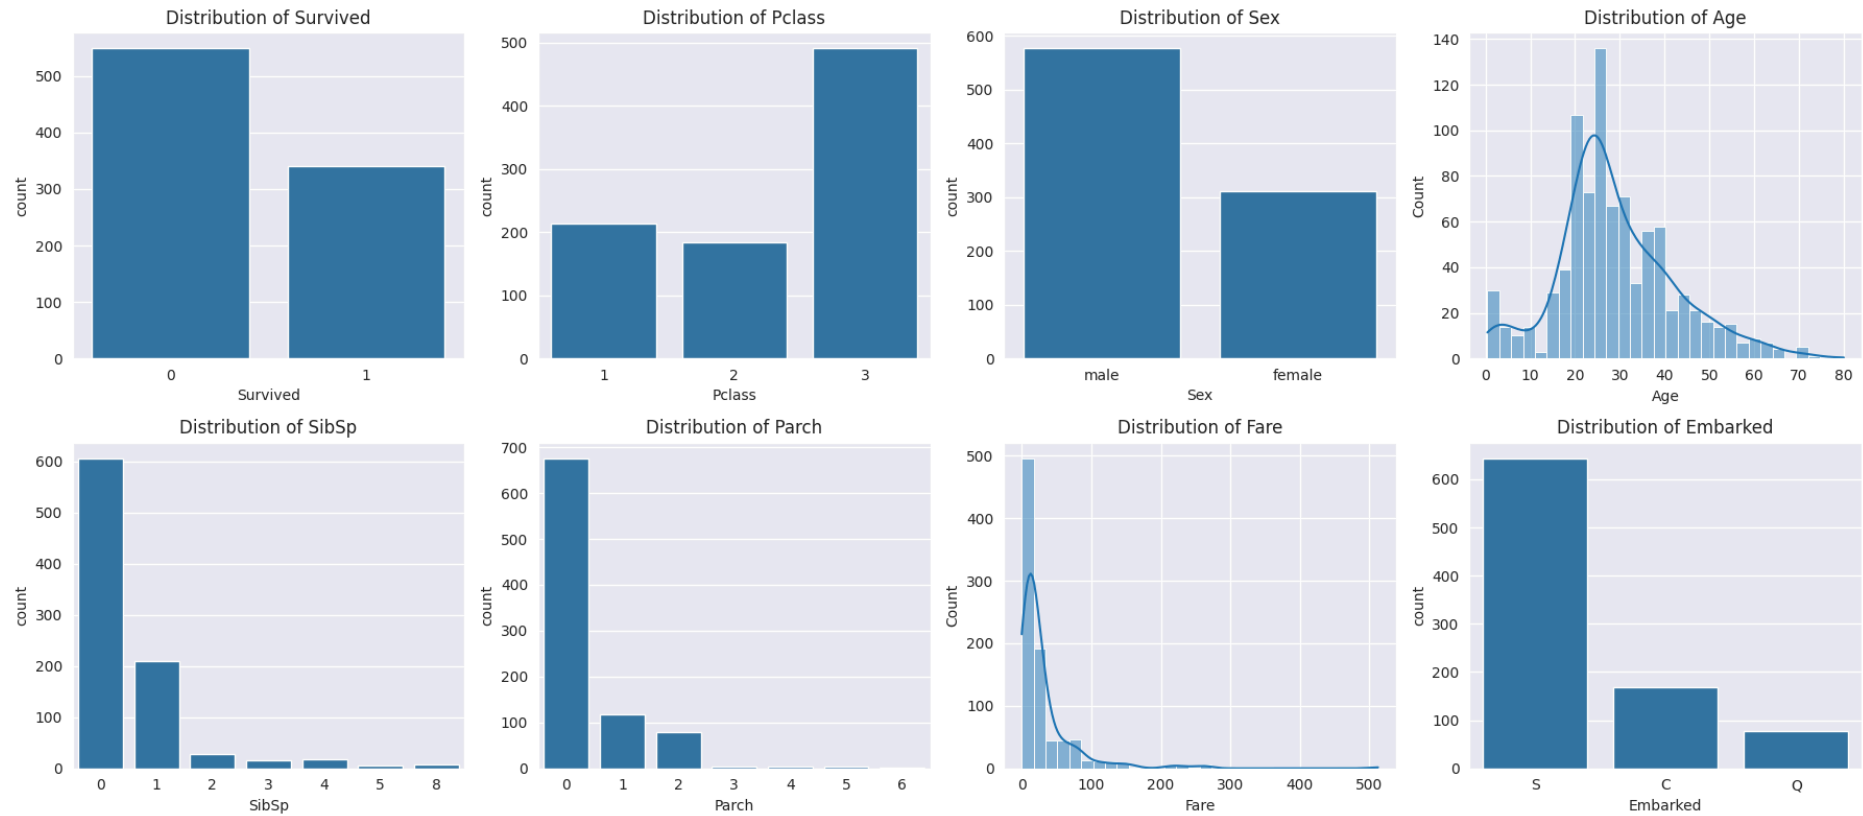 Distribution of Survived
500
400
300
200
100
0
count
0 1
Survived
Distribution of Pclass
500
400
300
200
100
0
count
1 2 3
Pclass
Distribution of Sex
600
500
400
300
200
100
0
count
male female
Sex
Distribution of Age
140
120
100
80
60
40
20
0
Count
0 10 20 30 40 50 60 70 80
Age
Distribution of SibSp
600
500
400
300
200
100
0
count
0 1 2 3 4 5 8
SibSp
Distribution of Parch
700
600
500
400
300
200
100
0
count
0 1 2 3 4 5 6
Parch
Distribution of Fare
500
400
300
200
100
0
Count
0 100 200 300 400 500
Fare
Distribution of Embarked
600
500
400
300
200
100
0
count
S C Q
Embarked